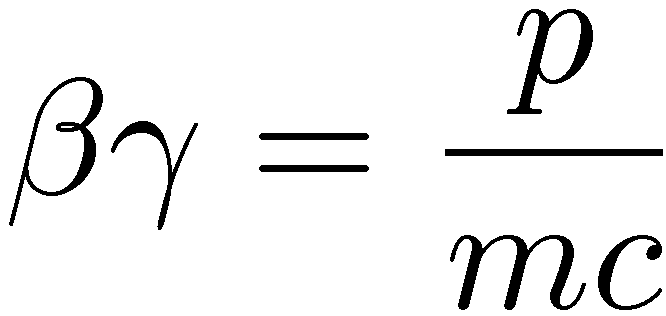 βγ = p/mc